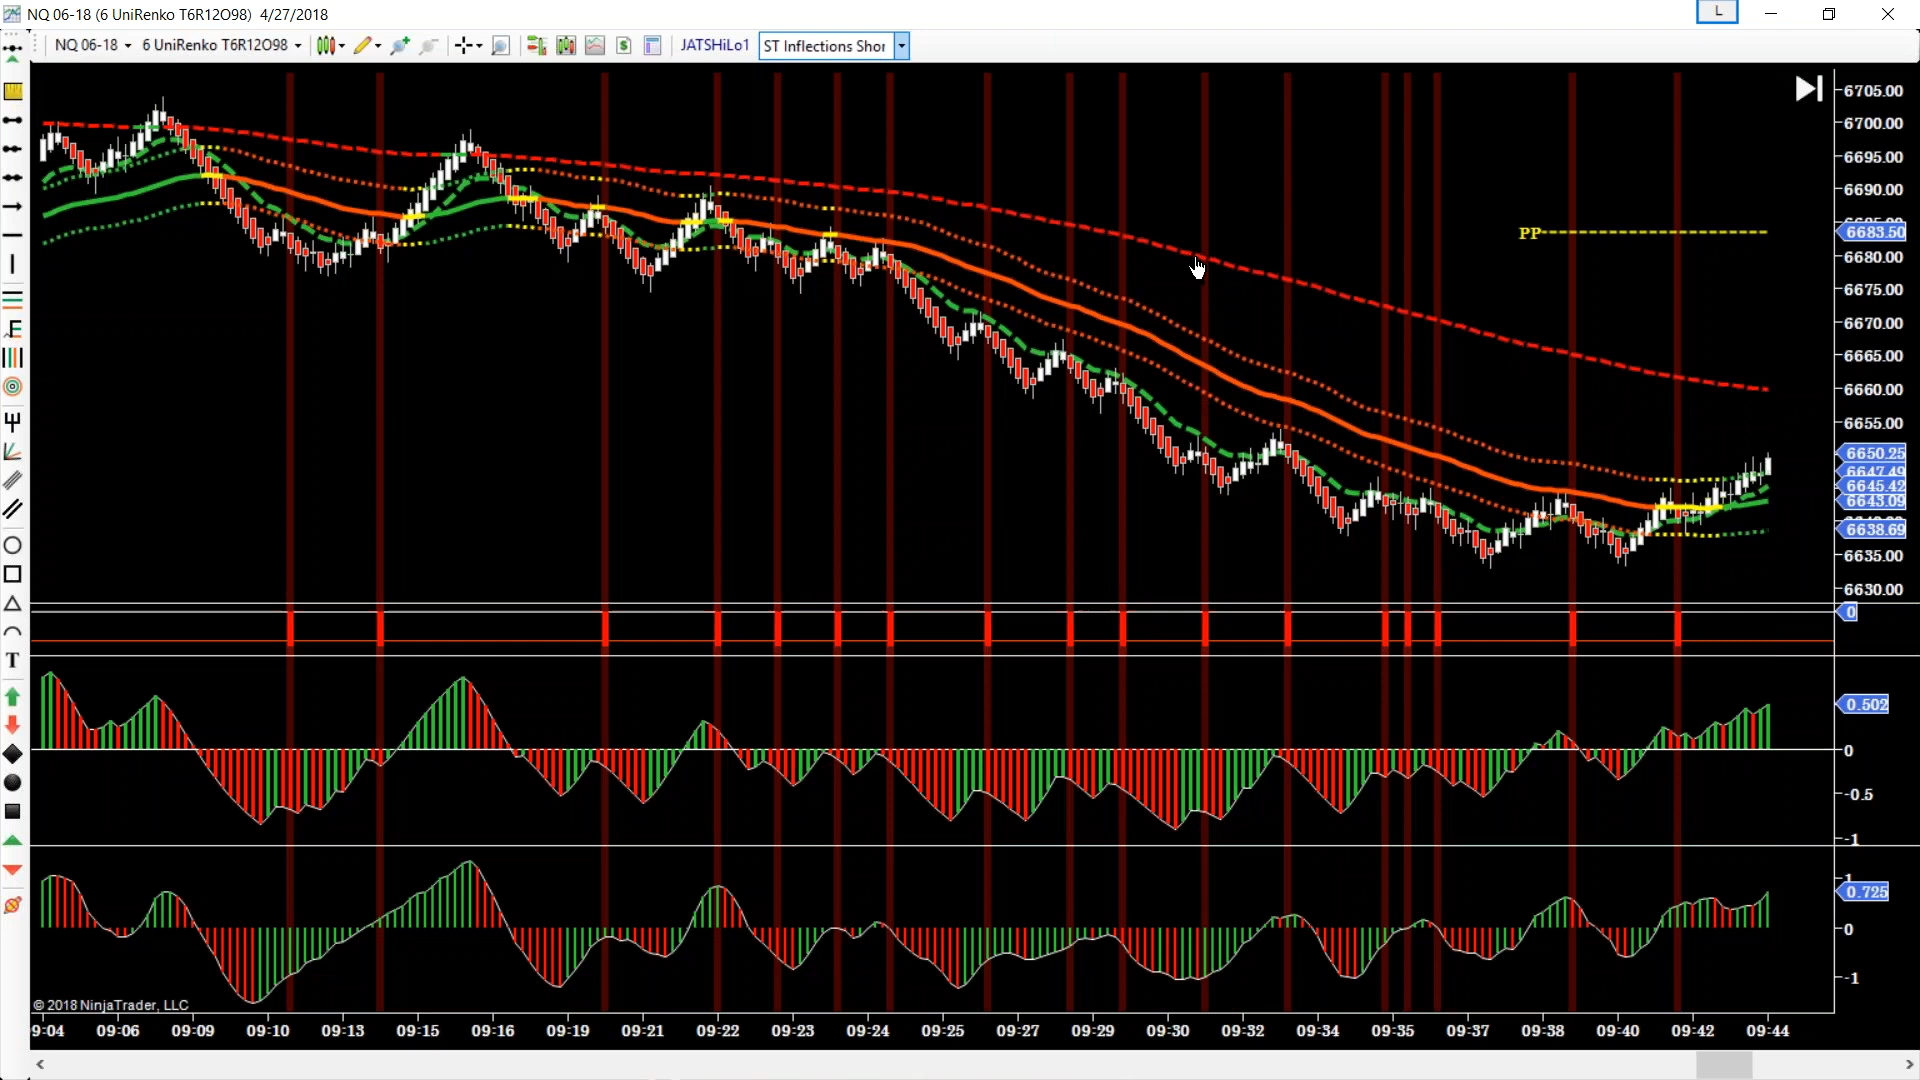 NQ 06-18 (6 UniRenko T6R12O98)  4/27/2018
L
NQ 06-18
6 UniRenko T6R12O98
JATSHiLo1
ST Inflections Shor
T
6705.00
6700.00
6695.00
6690.00
6685.00
PP
6683.50
6680.00
6675.00
6670.00
6665.00
6660.00
6655.00
6650.25
6647.49
6645.42
6643.09
6638.69
6635.00
6630.00
0
0.502
0
-0.5
-1
1
0.725
0
-1
© 2018 NinjaTrader, LLC
9:04 09:06 09:09 09:10 09:13 09:15 09:16 09:19 09:21 09:22 09:23 09:24 09:25 09:27 09:29 09:30 09:32 09:34 09:35 09:37 09:38 09:40 09:42 09:44